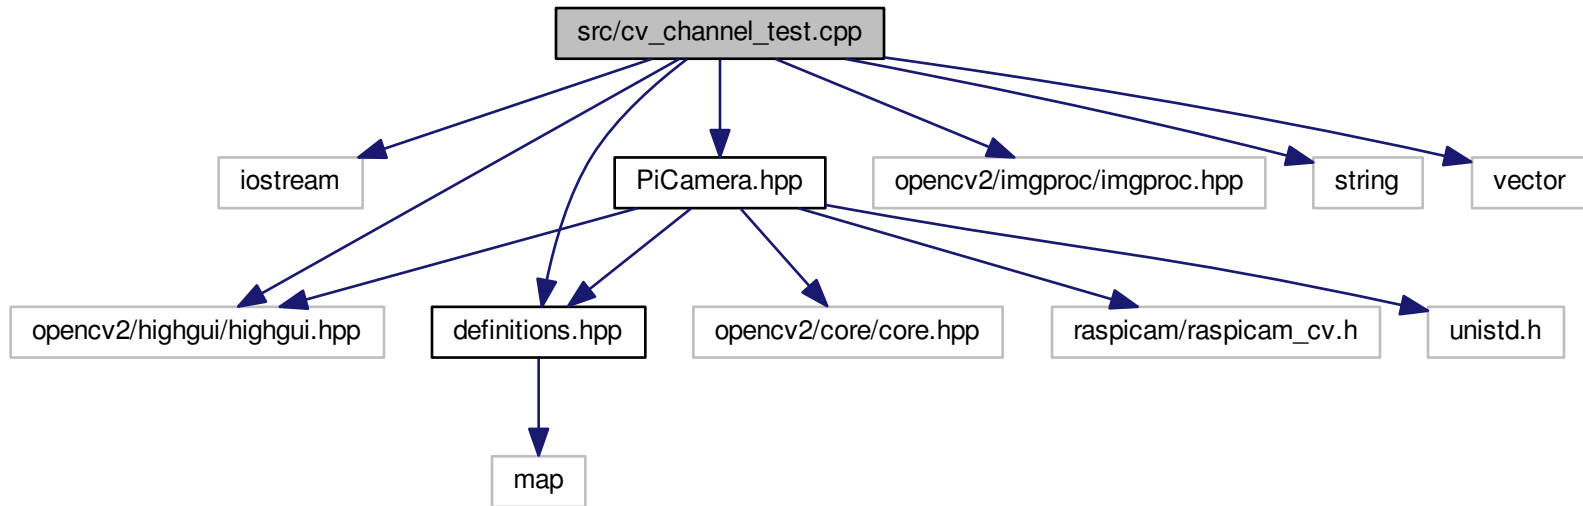 src/cv_channel_test.cpp
iostream
PiCamera.hpp
opencv2/imgproc/imgproc.hpp
string
vector
opencv2/highgui/highgui.hpp
definitions.hpp
opencv2/core/core.hpp
raspicam/raspicam_cv.h
unistd.h
map